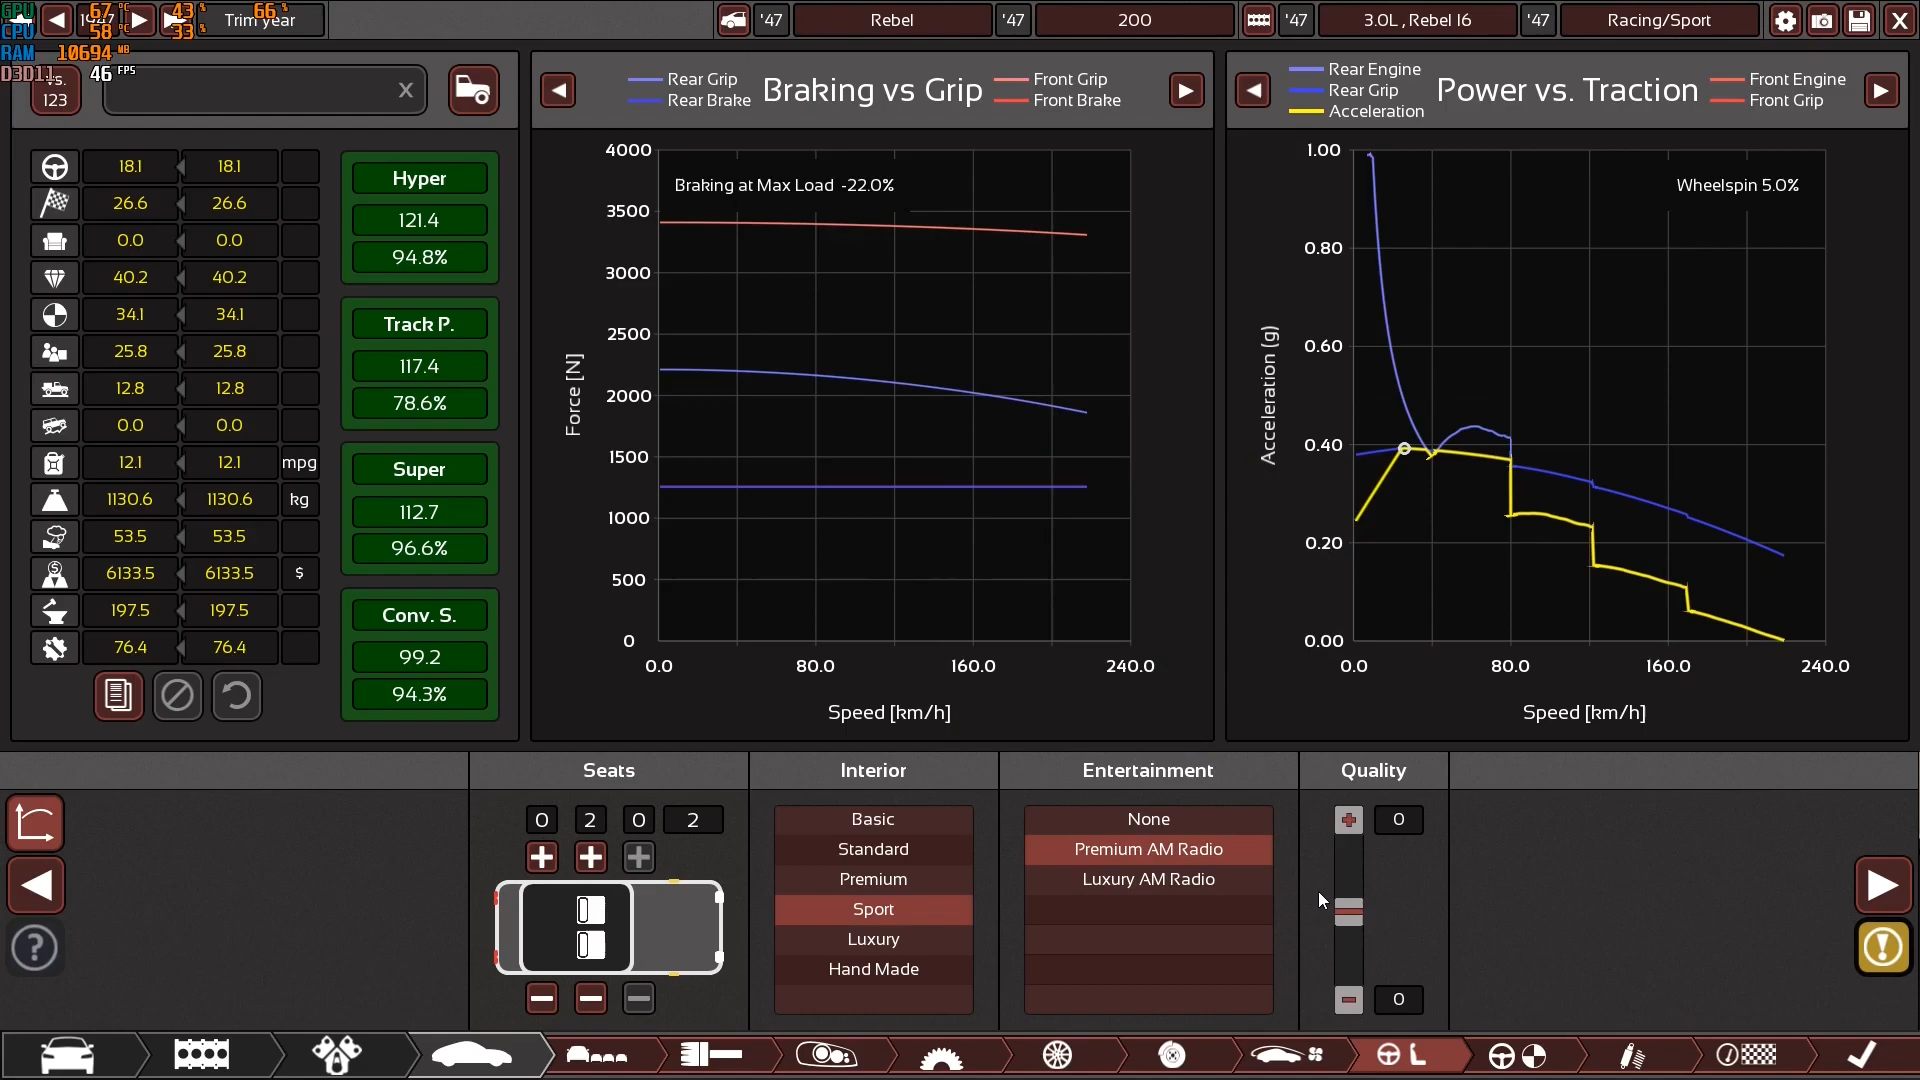 GPU 67 °C 43 % 66 %
CPU 58 °C 33 %
RAM 10694 MB
D3D11 46 FPS
Trim year
'47 Rebel '47 200 '47 3.0L , Rebel I6 '47 Racing/Sport X
vs.
123
X
18.1 18.1
26.6 26.6
0.0 0.0
40.2 40.2
34.1 34.1
25.8 25.8
12.8 12.8
0.0 0.0
12.1 12.1 mpg
1130.6 1130.6 kg
53.5 53.5
6133.5 6133.5 $
197.5 197.5
76.4 76.4
Hyper
121.4
94.8%
Track P.
117.4
78.6%
Super
112.7
96.6%
Conv. S.
99.2
94.3%
Rear Grip
Rear Brake
Braking vs Grip
Front Grip
Front Brake
Braking at Max Load -22.0%
4000
3500
3000
2500
2000
1500
1000
500
0
Force [N]
0.0 80.0 160.0 240.0
Speed [km/h]
Rear Engine
Rear Grip
Acceleration
Power vs. Traction
Front Engine
Front Grip
Wheelspin 5.0%
1.00
0.80
0.60
0.40
0.20
0.00
Acceleration (g)
0.0 80.0 160.0 240.0
Speed [km/h]
Seats
0 2 0 2
Interior
Basic
Standard
Premium
Sport
Luxury
Hand Made
Entertainment
None
Premium AM Radio
Luxury AM Radio
Quality
0
0